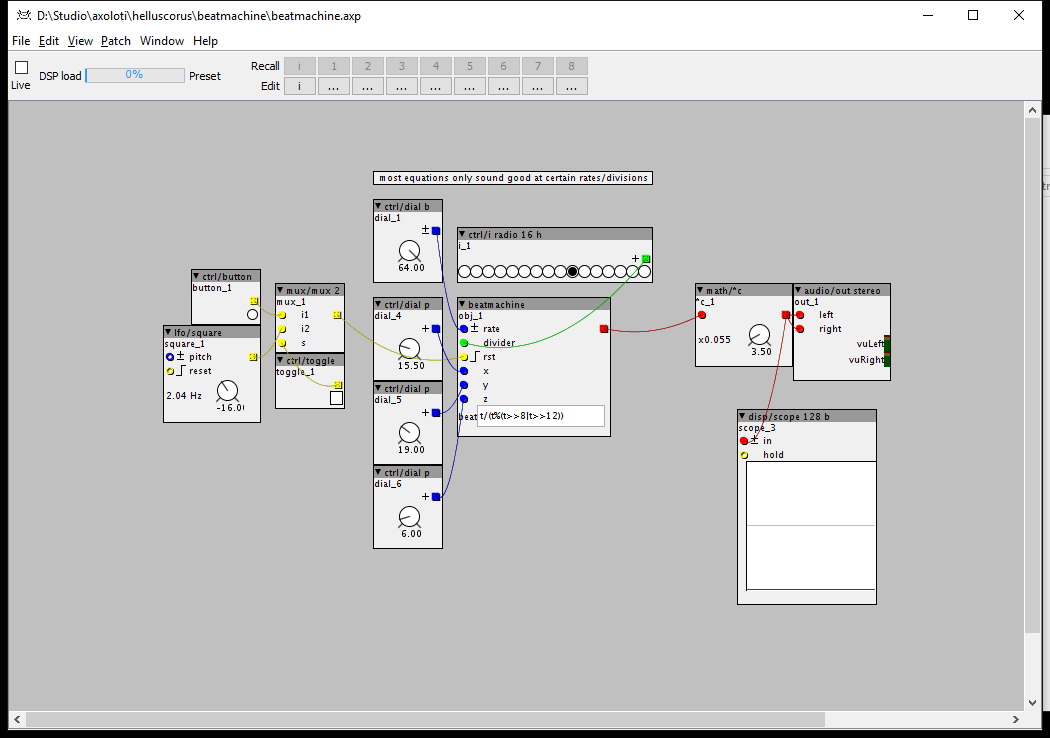 D:\Studio\axoloti\helluscorus\beatmachine\beatmachine.axp
File Edit View Patch Window Help
Live
DSP load 0% Preset
Recall i 1 2 3 4 5 6 7 8
Edit i ... ... ... ... ... ... ... ...
most equations only sound good at certain rates/divisions
ctrl/dial b
dial_1
±
64.00
ctrl/i radio 16 h
i_1
+
ctrl/button
button_1
lfo/square
square_1
± pitch
reset
2.04 Hz
-16.0
mux/mux 2
mux_1
i1
i2
s
ctrl/toggle
toggle_1
ctrl/dial p
dial_4
+
15.50
ctrl/dial p
dial_5
+
19.00
ctrl/dial p
dial_6
+
6.00
beatmachine
obj_1
± rate
divider
rst
x
y
z
beat t/(t%(t>>8|t>>12))
math/*c
*c_1
x0.055
3.50
audio/out stereo
out_1
left
right
vuLeft
vuRight
disp/scope 128 b
scope_3
± in
hold